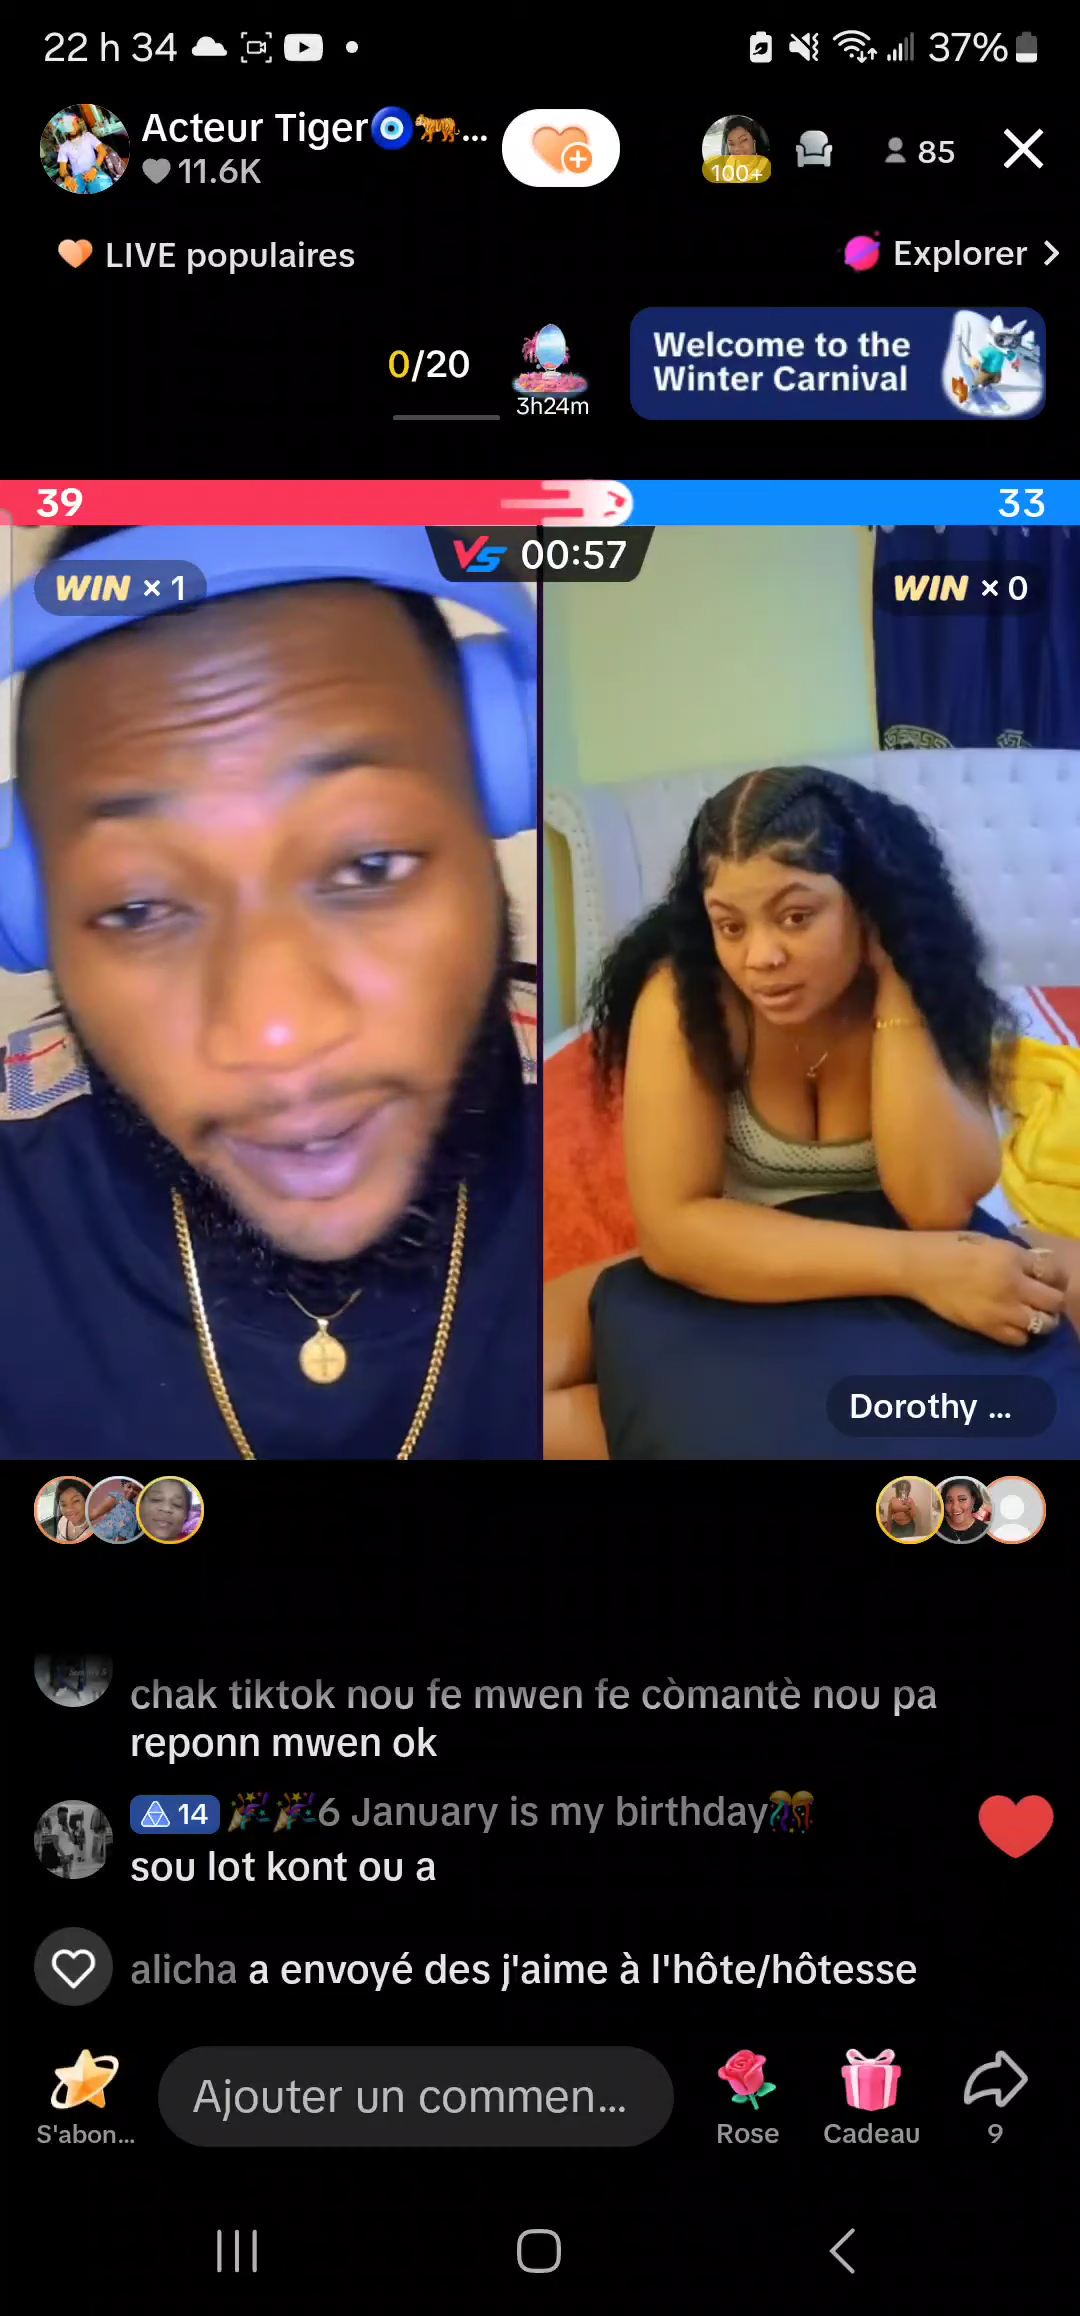 22 h 34
37%
Acteur Tiger🧿🐅...
11.6K
100+
85
LIVE populaires
Explorer
0/20
3h24m
Welcome to the
Winter Carnival
39
33
VS 00:57
WIN × 1
WIN × 0
Dorothy ...
chak tiktok nou fe mwen fe còmantè nou pa
reponn mwen ok
14 🎉🎉6 January is my birthday🎊
sou lot kont ou a
alicha a envoyé des j'aime à l'hôte/hôtesse
S'abon...
Ajouter un commen...
Rose
Cadeau
9